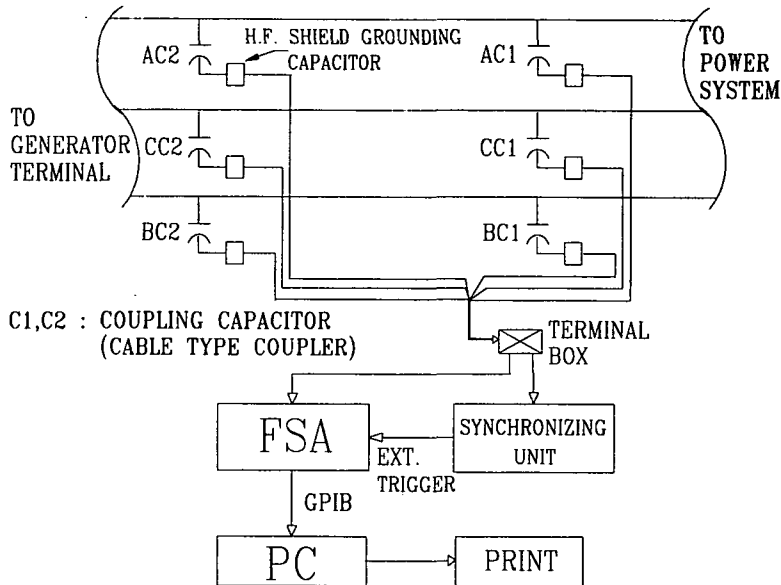 H.F. SHIELD GROUNDING
CAPACITOR
AC2
AC1
TO
POWER
SYSTEM
TO
GENERATOR
TERMINAL
CC2
CC1
BC2
BC1
C1,C2 : COUPLING CAPACITOR
(CABLE TYPE COUPLER)
TERMINAL
BOX
FSA
EXT.
TRIGGER
SYNCHRONIZING
UNIT
GPIB
PC
PRINT